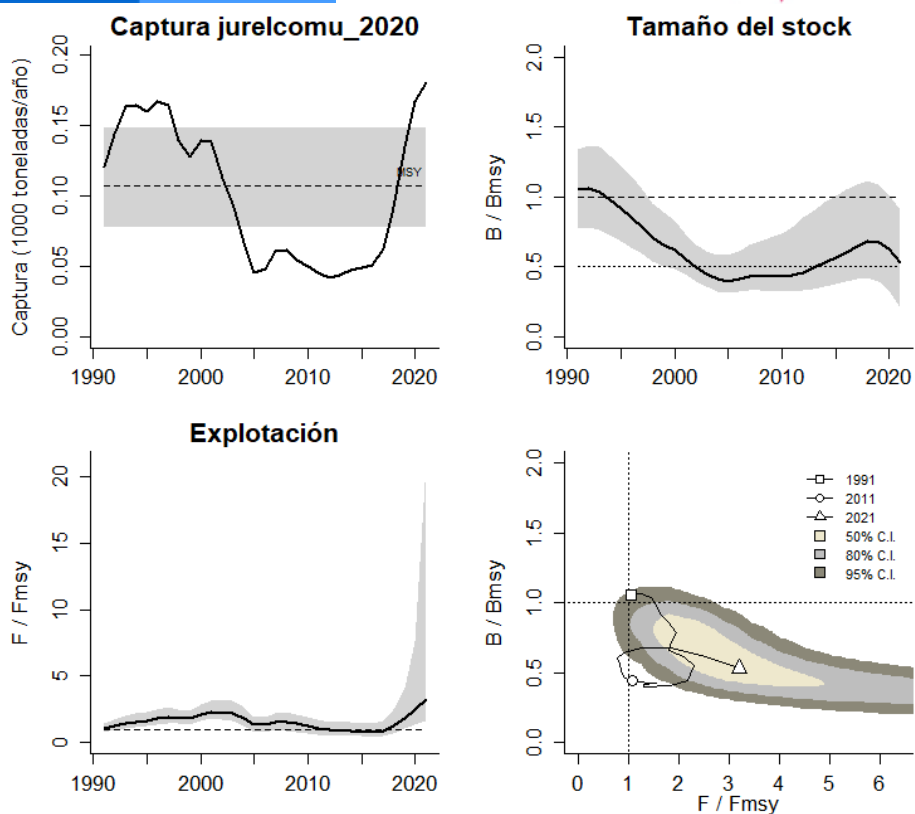 Captura jurelcomu_2020
Captura (1000 toneladas/año)
0.00 0.05 0.10 0.15 0.20
MSY
1990 2000 2010 2020
Tamaño del stock
B / Bmsy
0.0 0.5 1.0 1.5 2.0
1990 2000 2010 2020
Explotación
F / Fmsy
0 5 10 15 20
1990 2000 2010 2020
B / Bmsy
0.0 0.5 1.0 1.5 2.0
1991
2011
2021
50% C.I.
80% C.I.
95% C.I.
0 1 2 3 4 5 6
F / Fmsy